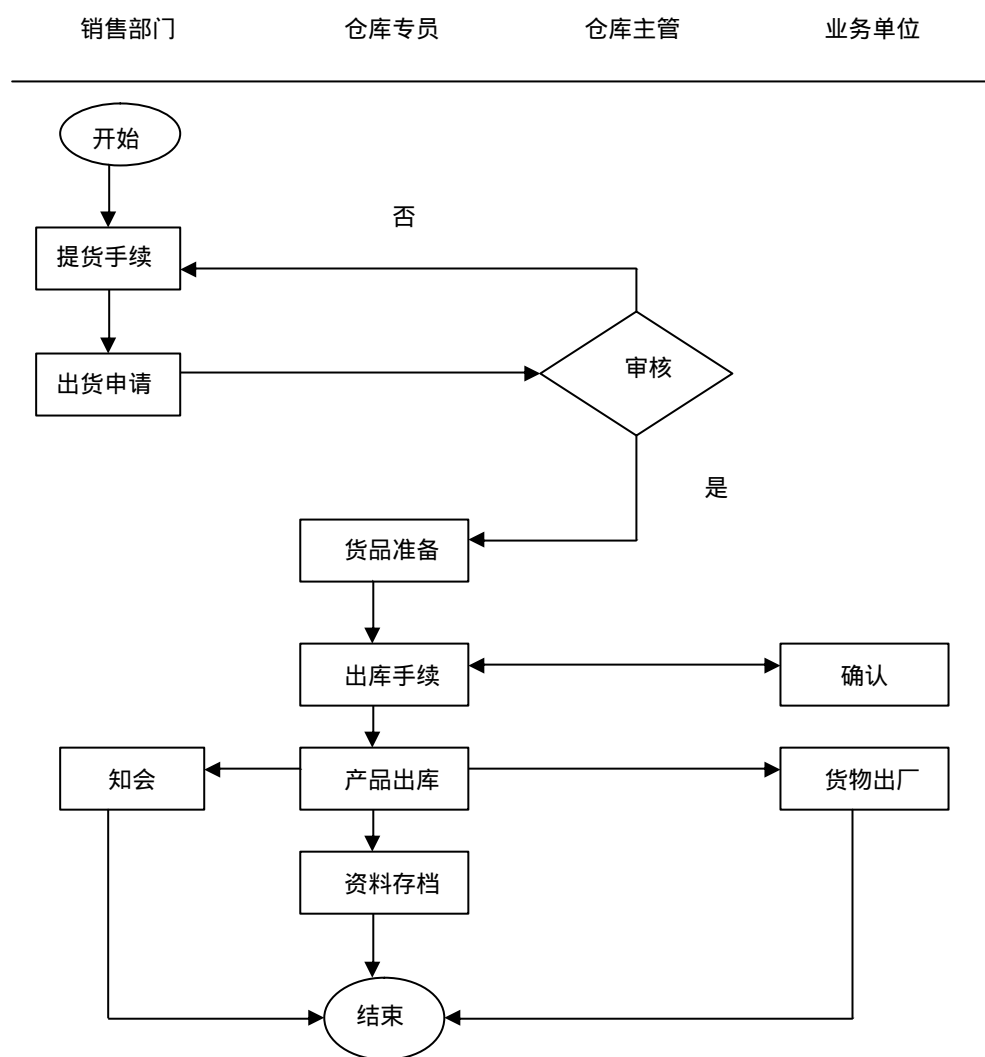 销售部门 仓库专员 仓库主管 业务单位
开始
否
提货手续
审核
出货申请
是
货品准备
出库手续 确认
知会 产品出库 货物出厂
资料存档
结束